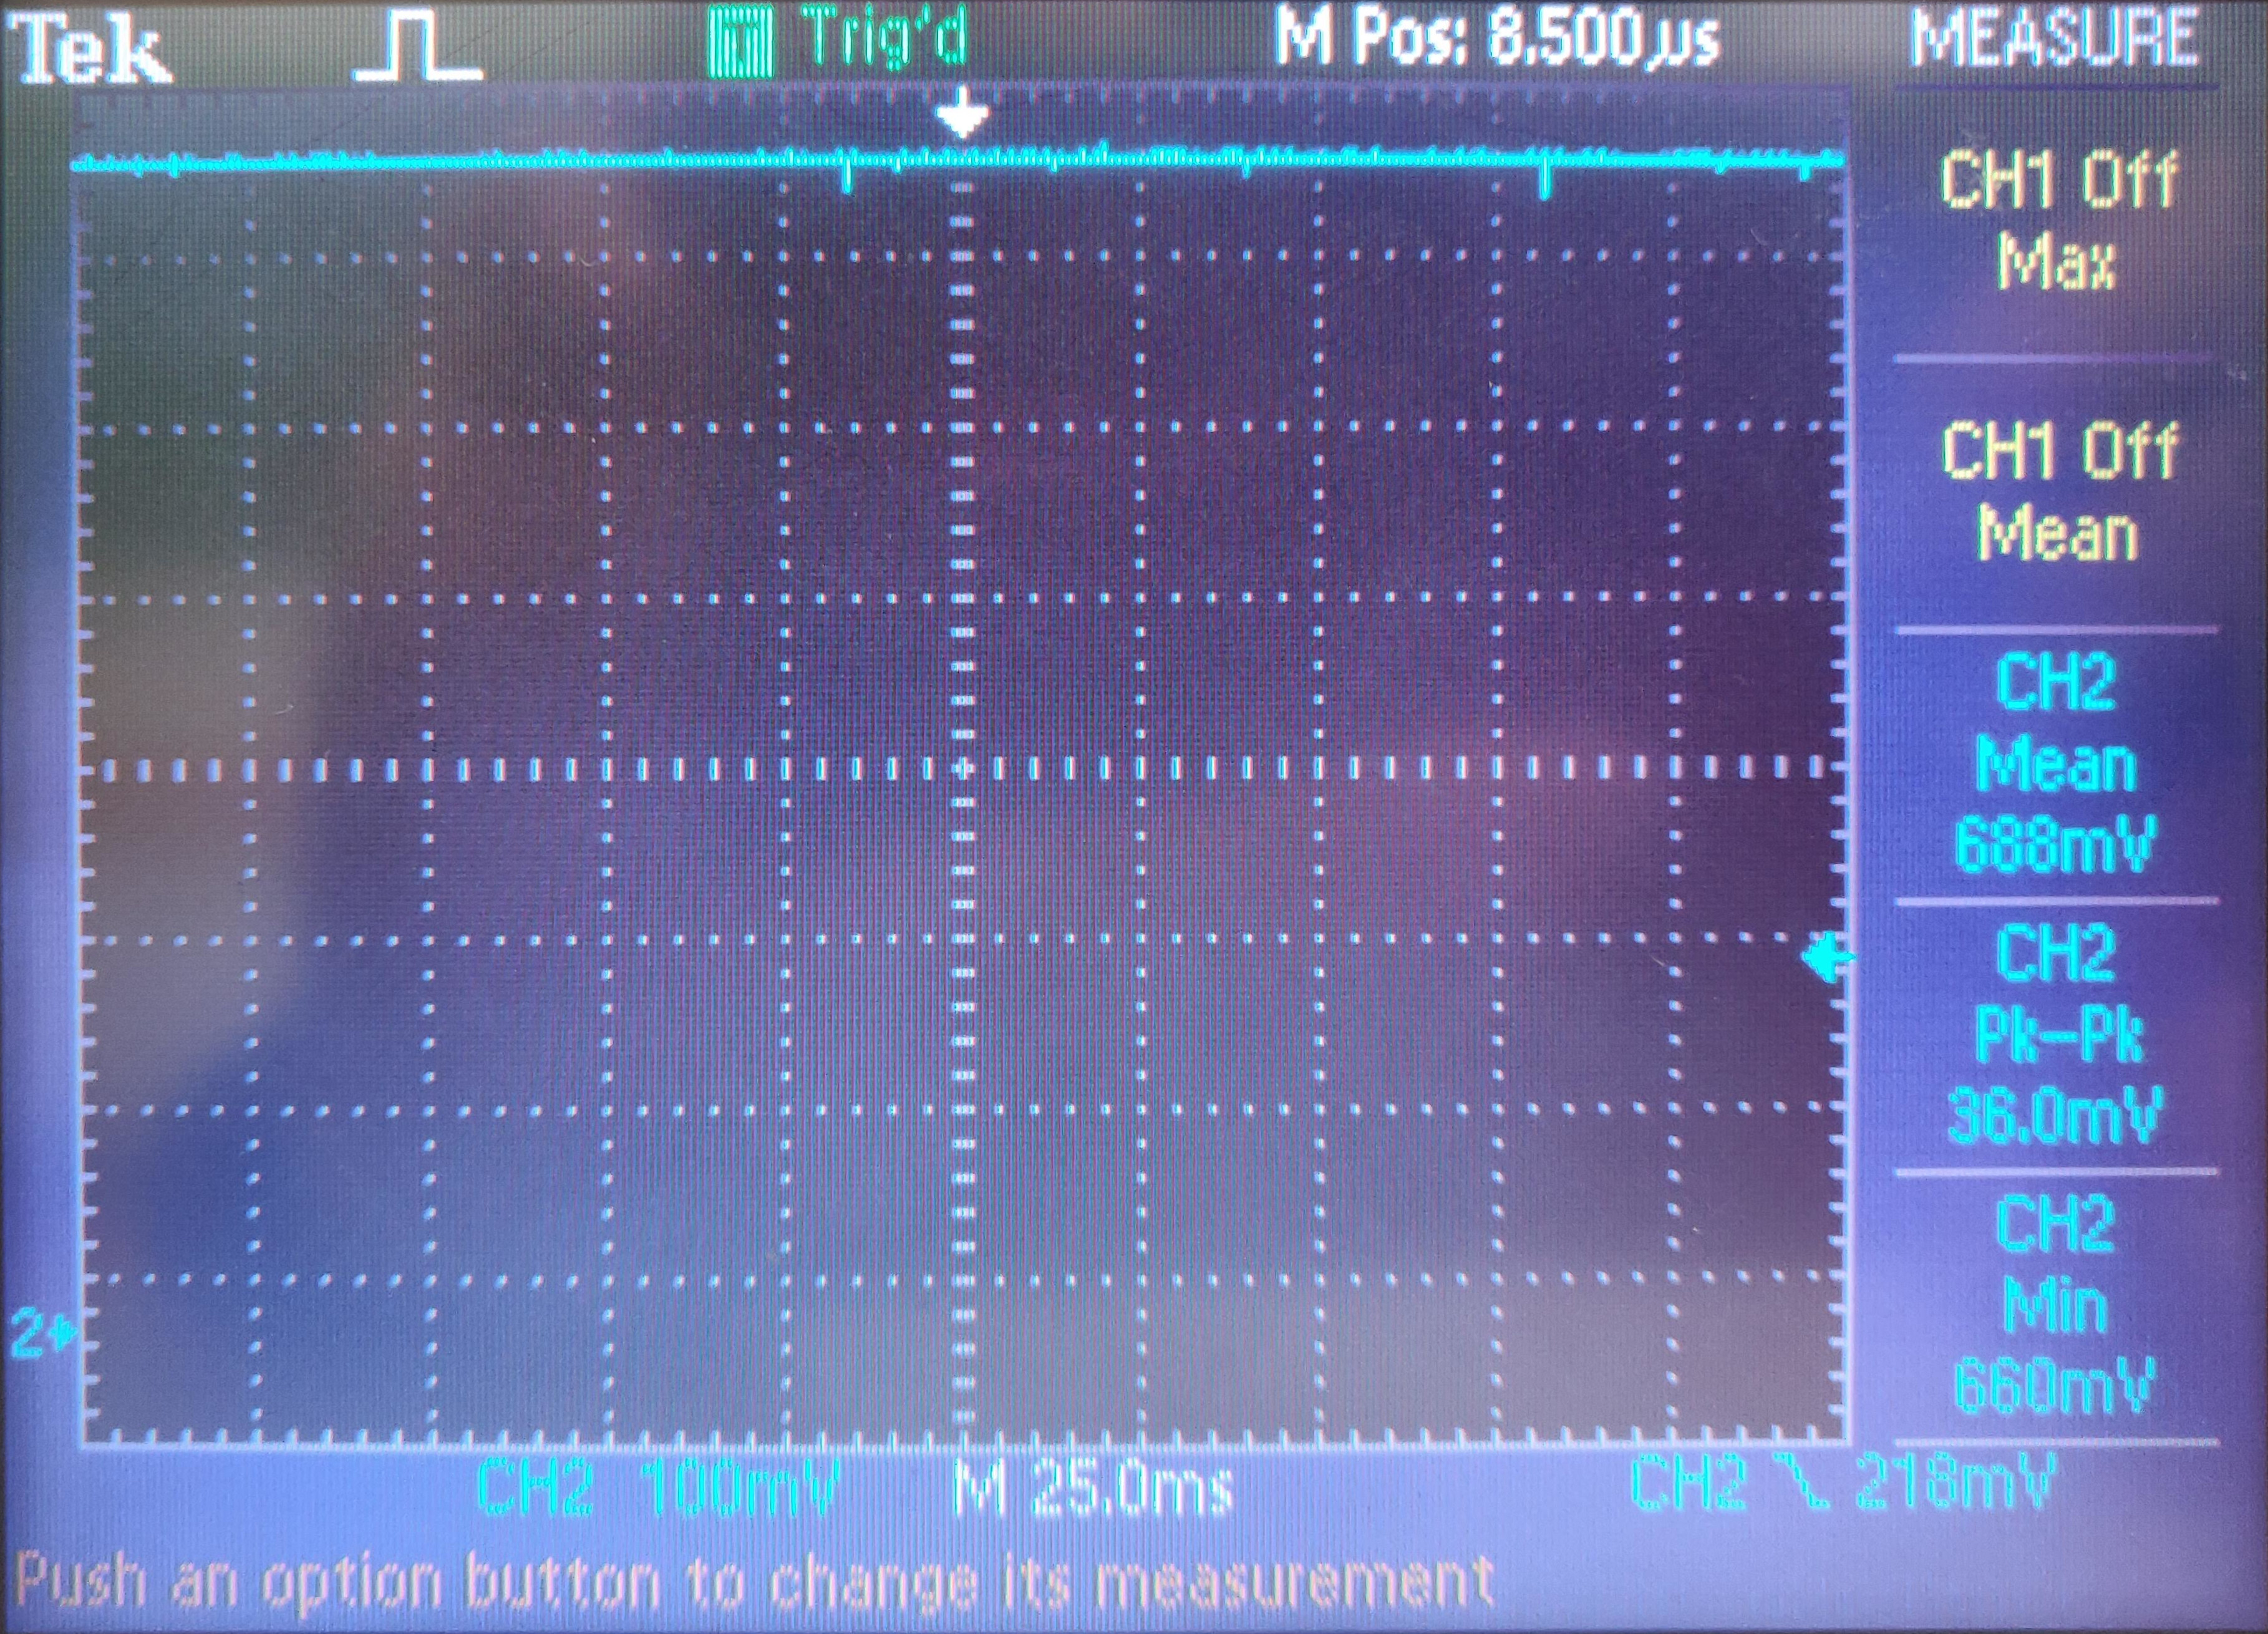 Tek Trig'd M Pos: 8.500µs MEASURE
CH1 Off
Max
CH1 Off
Mean
CH2
Mean
688mV
CH2
Pk-Pk
36.0mV
CH2
Min
660mV
2
CH2 100mV M 25.0ms CH2 218mV
Push an option button to change its measurement